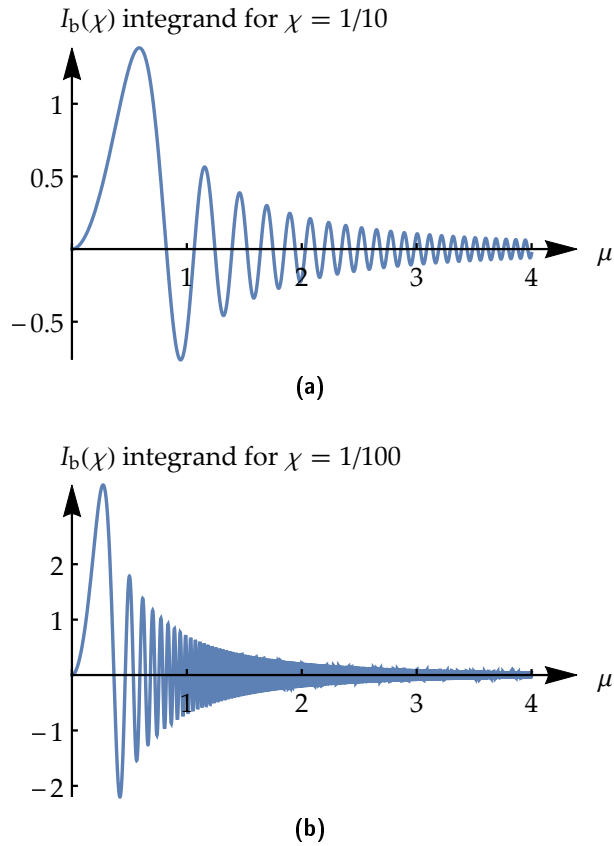 I_b(χ) integrand for χ = 1/10
1
0.5
−0.5
1 2 3 4 μ
(a)
I_b(χ) integrand for χ = 1/100
2
1
−1
−2
1 2 3 4 μ
(b)